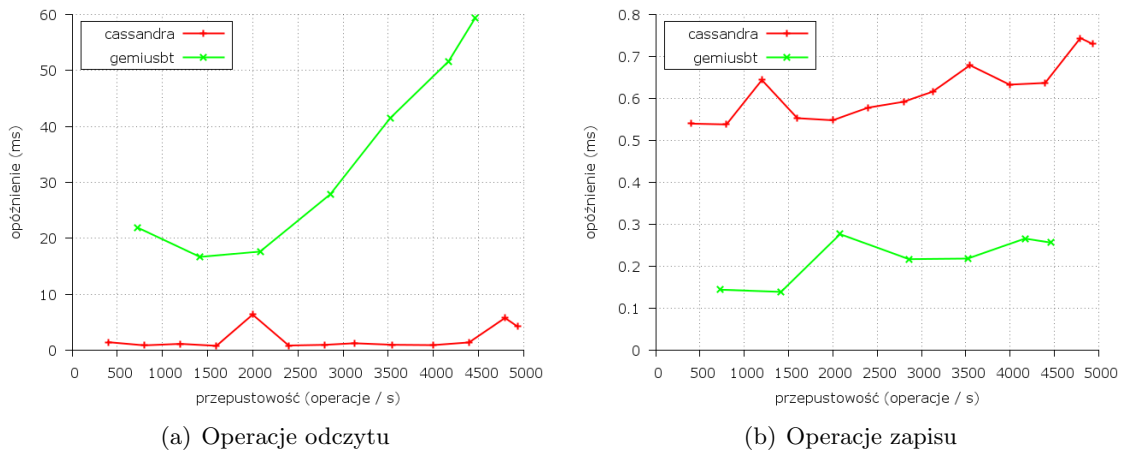 cassandra
gemiusbt
opóźnienie (ms)
60
50
40
30
20
10
0
0 500 1000 1500 2000 2500 3000 3500 4000 4500 5000
przepustowość (operacje / s)
(a) Operacje odczytu
cassandra
gemiusbt
opóźnienie (ms)
0.8
0.7
0.6
0.5
0.4
0.3
0.2
0.1
0
0 500 1000 1500 2000 2500 3000 3500 4000 4500 5000
przepustowość (operacje / s)
(b) Operacje zapisu